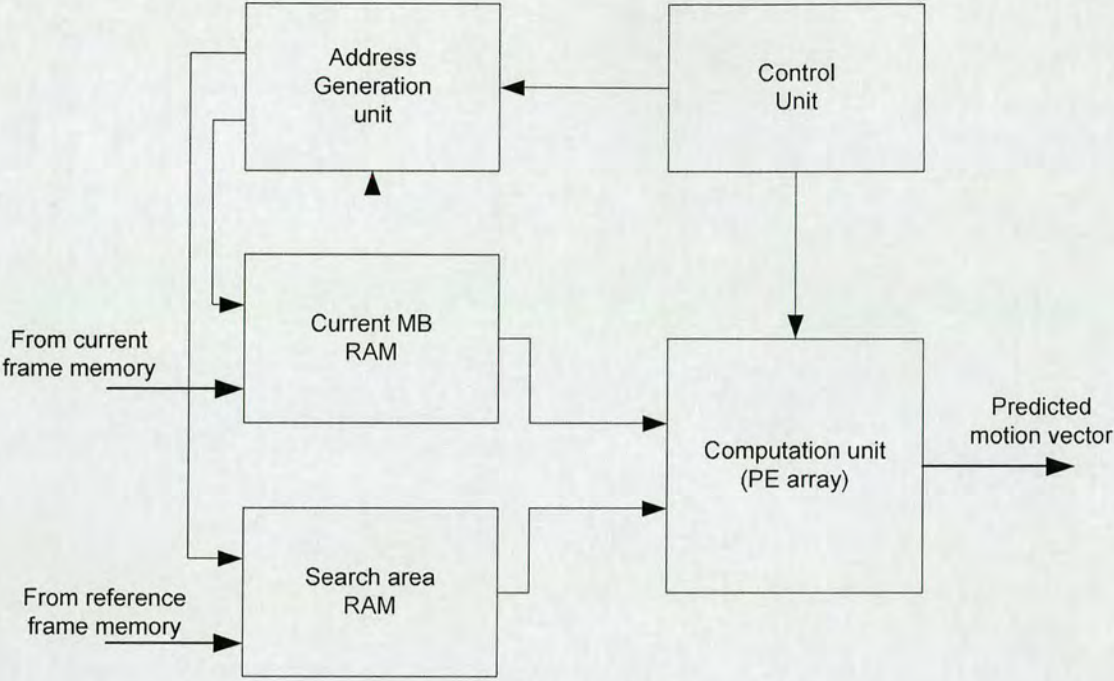 Address
Generation
unit
Control
Unit
Current MB
RAM
From current
frame memory
Predicted
motion vector
Computation unit
(PE array)
Search area
RAM
From reference
frame memory